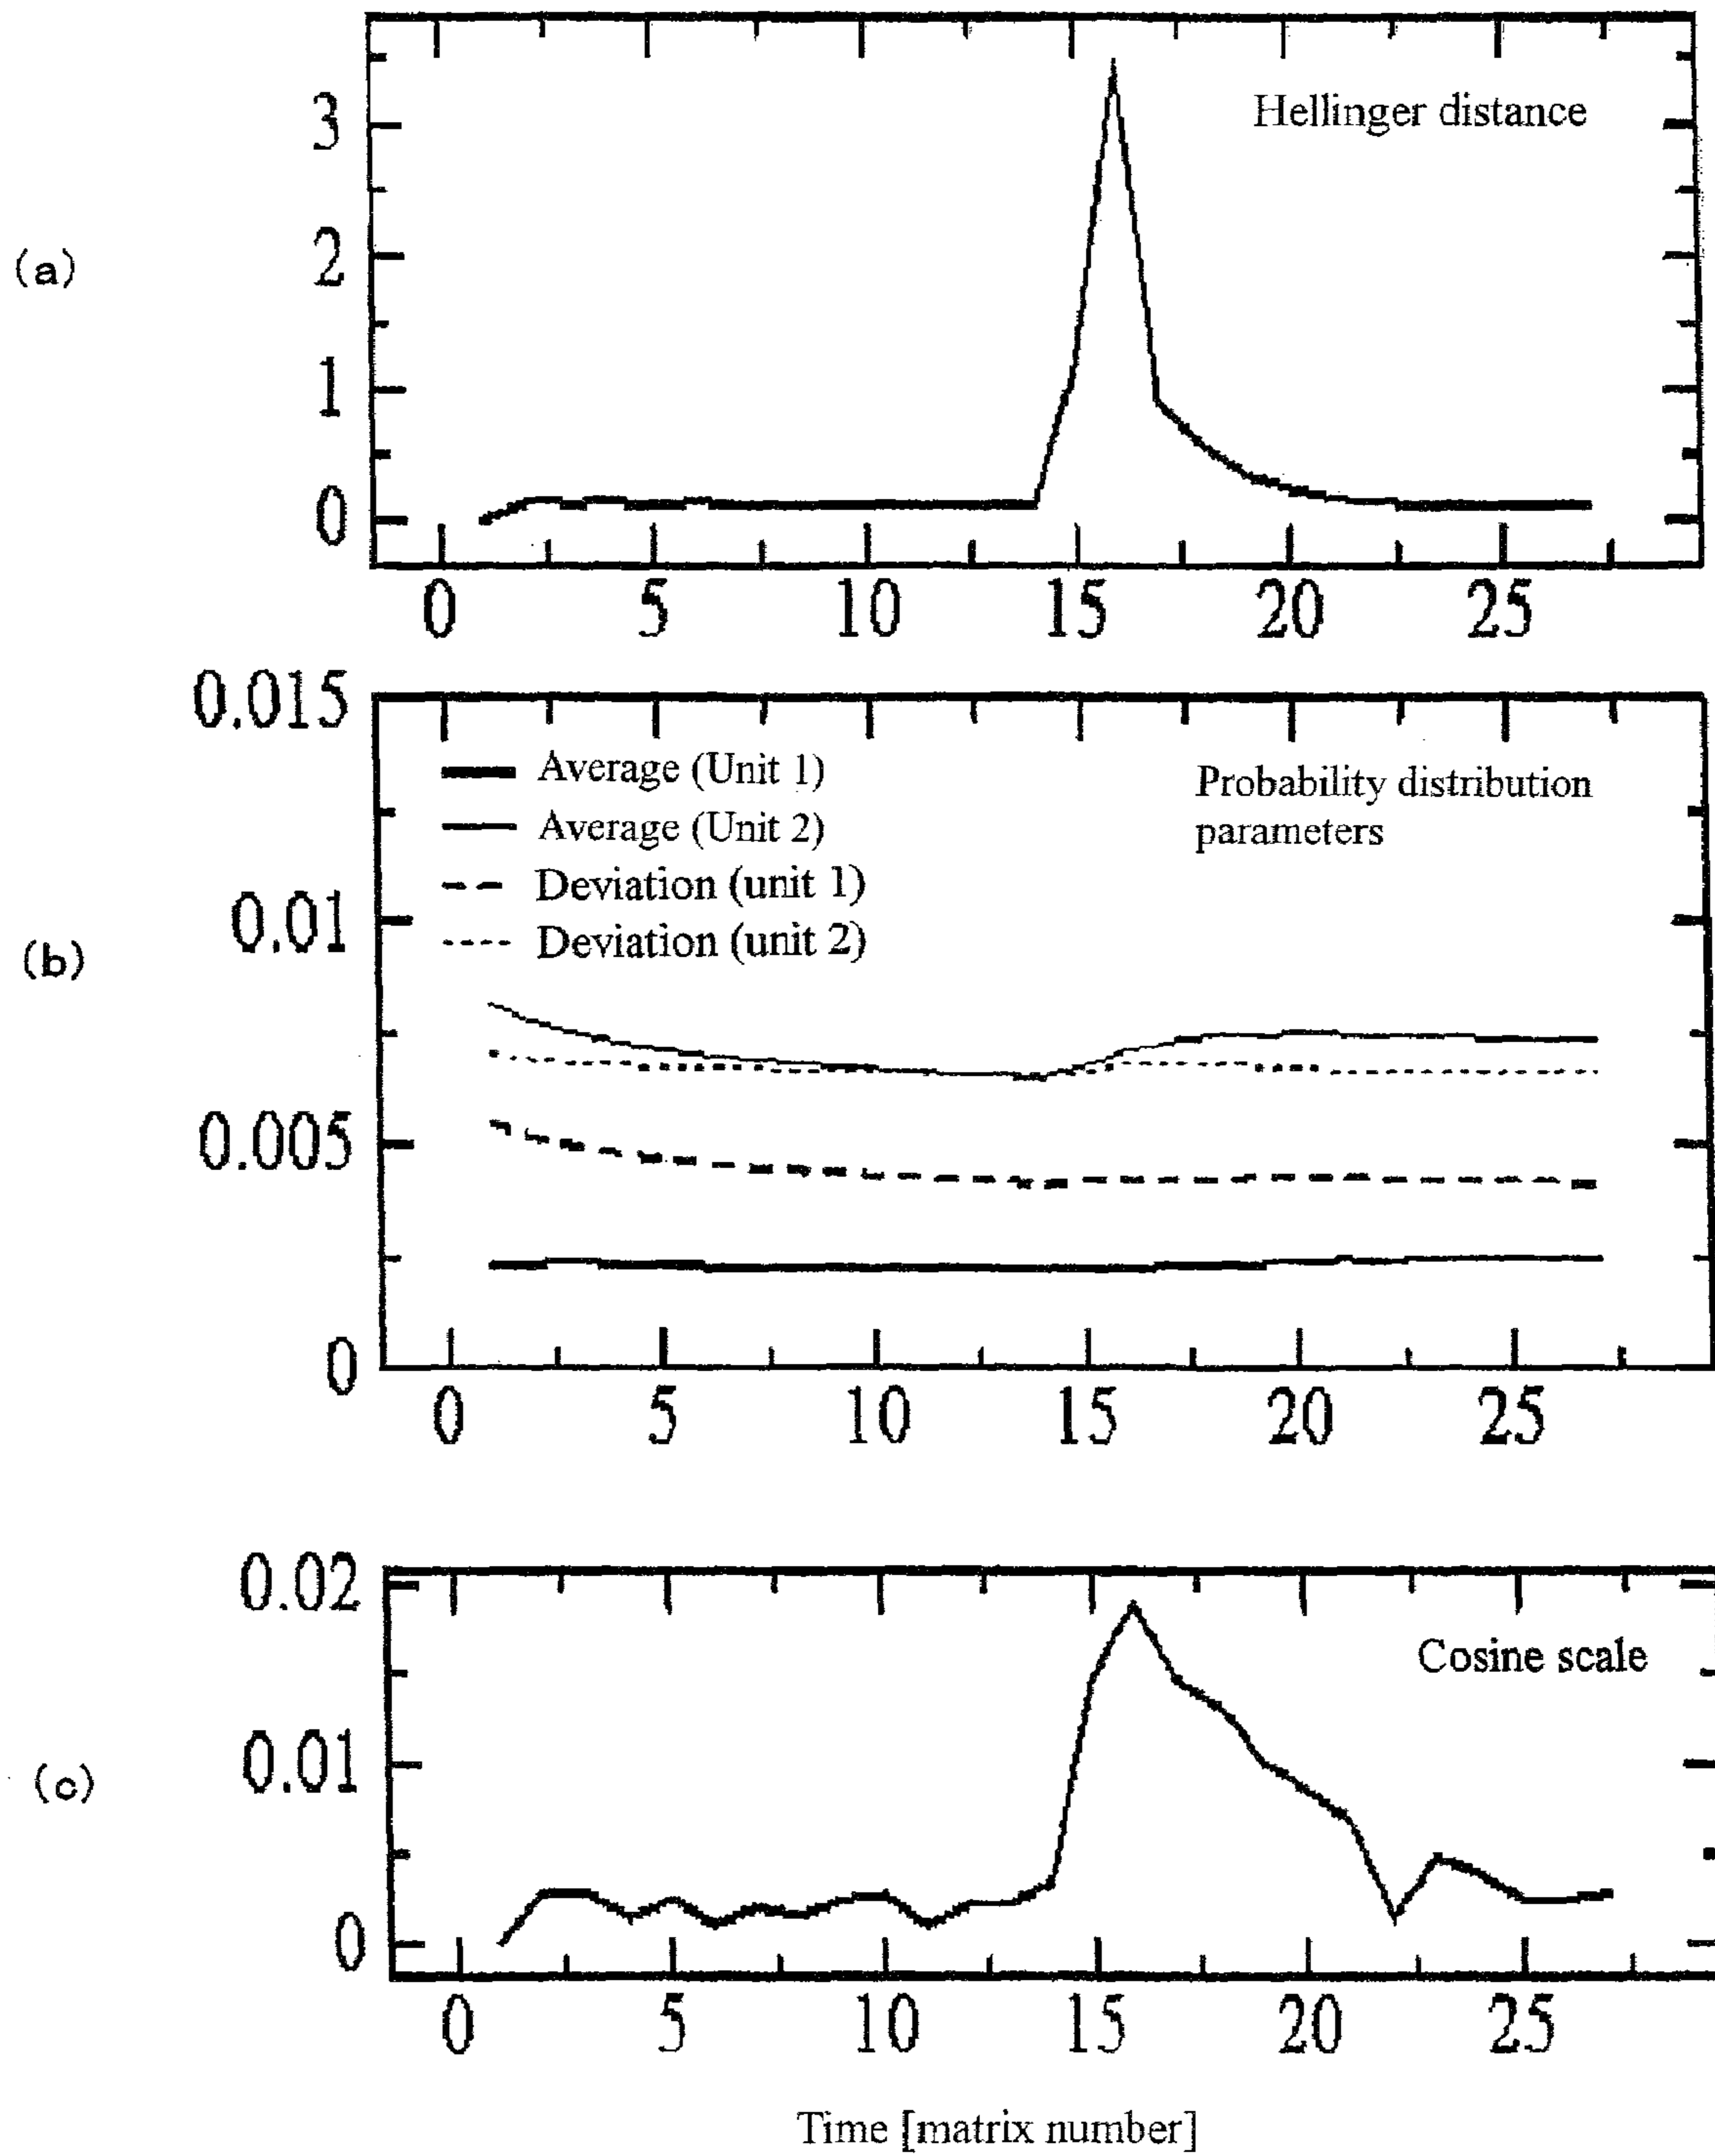 (a)
3
2
1
0
Hellinger distance
0 5 10 15 20 25
(b)
0.015
0.01
0.005
0
Average (Unit 1)
Average (Unit 2)
Deviation (unit 1)
Deviation (unit 2)
Probability distribution
parameters
0 5 10 15 20 25
(c)
0.02
0.01
0
Cosine scale
0 5 10 15 20 25
Time [matrix number]